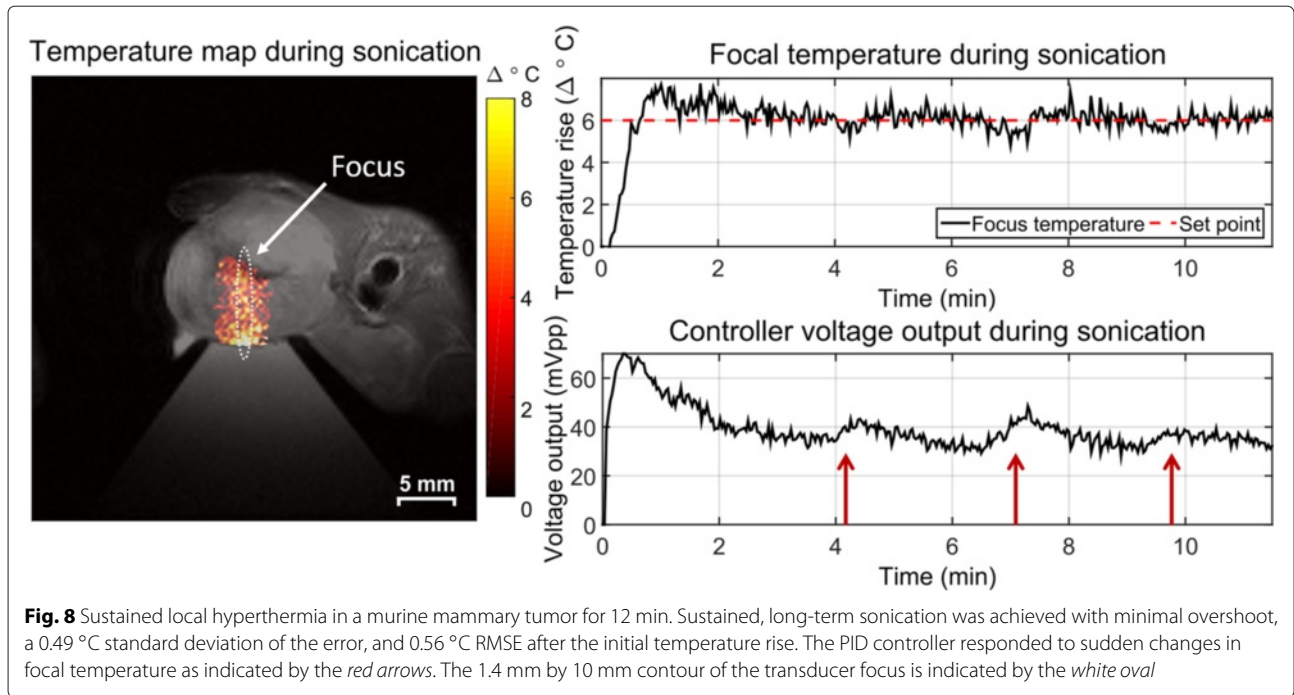 Temperature map during sonication
Δ ° C
8
6
4
2
0
Focus
5 mm
Focal temperature during sonication
Temperature rise (Δ ° C)
6
4
2
0
Focus temperature
Set point
0 2 4 6 8 10
Time (min)
Controller voltage output during sonication
Voltage output (mVpp)
60
40
20
0
0 2 4 6 8 10
Time (min)
Fig. 8 Sustained local hyperthermia in a murine mammary tumor for 12 min. Sustained, long-term sonication was achieved with minimal overshoot,
a 0.49 °C standard deviation of the error, and 0.56 °C RMSE after the initial temperature rise. The PID controller responded to sudden changes in
focal temperature as indicated by the red arrows. The 1.4 mm by 10 mm contour of the transducer focus is indicated by the white oval